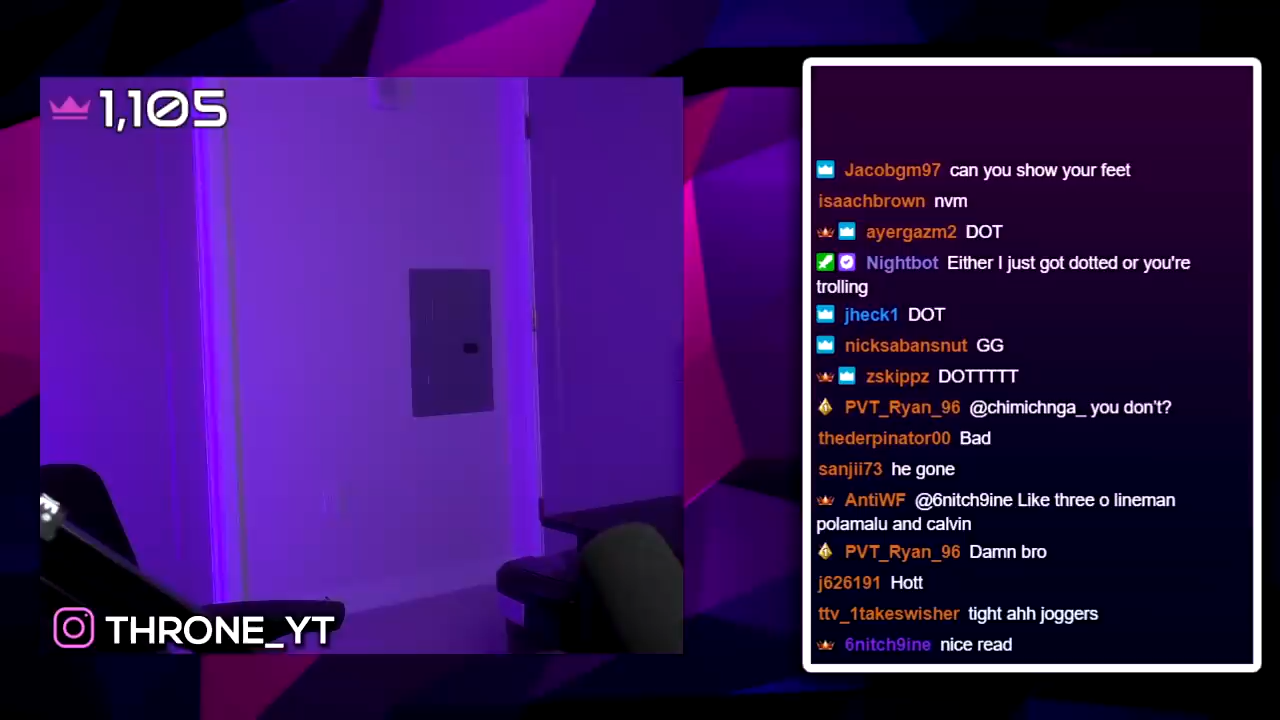 1,105
THRONE_YT
Jacobgm97 can you show your feet
isaachbrown nvm
ayergazm2 DOT
Nightbot Either I just got dotted or you're
trolling
jheck1 DOT
nicksabansnut GG
zskippz DOTTTTT
PVT_Ryan_96 @chimichnga_ you don't?
thederpinator00 Bad
sanjii73 he gone
AntiWF @6nitch9ine Like three o lineman
polamalu and calvin
PVT_Ryan_96 Damn bro
j626191 Hott
ttv_1takeswisher tight ahh joggers
6nitch9ine nice read